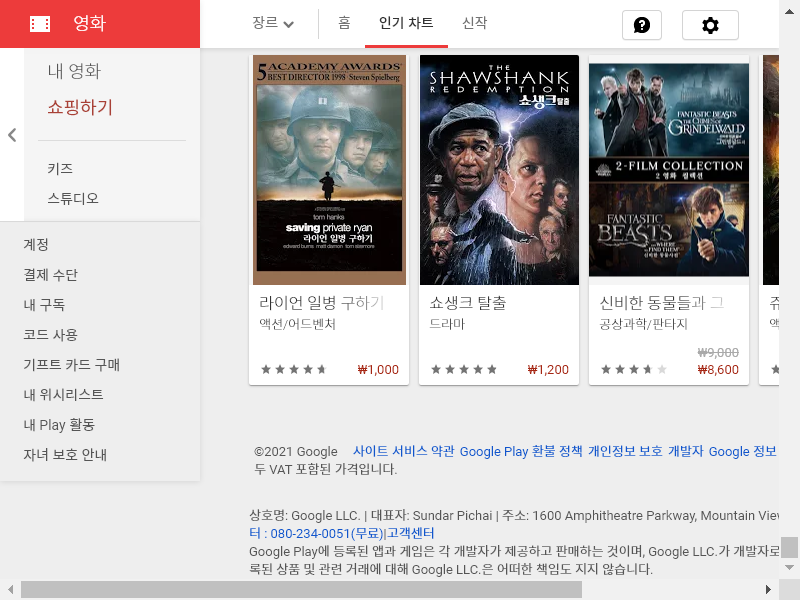 영화
장르
홈
인기 차트
신작
내 영화
쇼핑하기
키즈
스튜디오
계정
결제 수단
내 구독
코드 사용
기프트 카드 구매
내 위시리스트
내 Play 활동
자녀 보호 안내
5 ACADEMY AWARDS
BEST DIRECTOR 1998 Steven Spielberg
tom hanks
saving private ryan
라이언 일병 구하기
edward burns matt damon tom sizemore
라이언 일병 구하기
액션/어드벤처
₩1,000
THE
SHAWSHANK
REDEMPTION
쇼생크탈출
쇼생크 탈출
드라마
₩1,200
FANTASTIC BEASTS
THE CRIMES OF
GRINDELWALD
2-FILM COLLECTION
2 영화 컬렉션
FANTASTIC
BEASTS
AND WHERE
TO FIND THEM
신비한 동물사전
신비한 동물들과 그
공상과학/판타지
₩9,000
₩8,600
©2021 Google 사이트 서비스 약관 Google Play 환불 정책 개인정보 보호 개발자 Google 정보
두 VAT 포함된 가격입니다.
상호명: Google LLC. | 대표자: Sundar Pichai | 주소: 1600 Amphitheatre Parkway, Mountain Vie
터 : 080-234-0051(무료)|고객센터
Google Play에 등록된 앱과 게임은 각 개발자가 제공하고 판매하는 것이며, Google LLC.가 개발자로
록된 상품 및 관련 거래에 대해 Google LLC.은 어떠한 책임도 지지 않습니다.